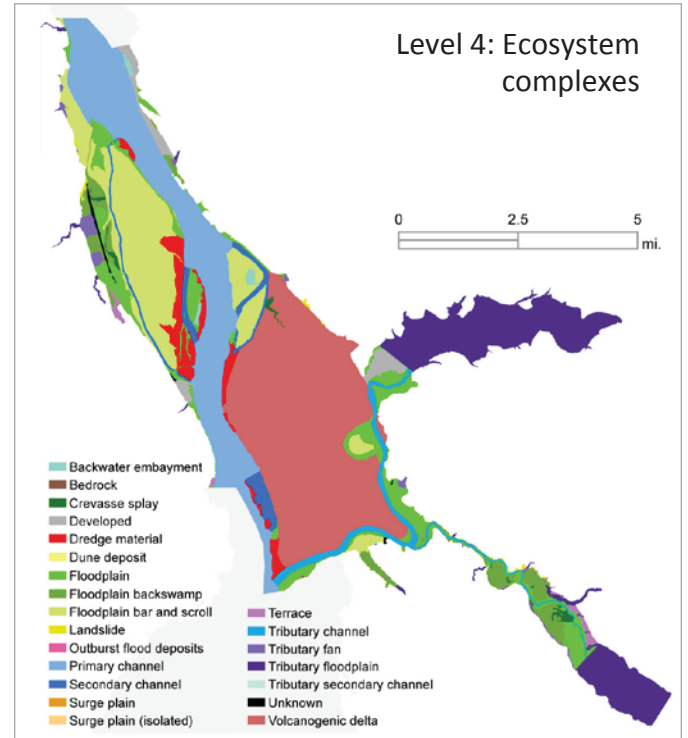 Level 4: Ecosystem
complexes
0 2.5 5
mi.
Backwater embayment
Bedrock
Crevasse splay
Developed
Dredge material
Dune deposit
Floodplain
Floodplain backswamp
Floodplain bar and scroll
Landslide
Outburst flood deposits
Primary channel
Secondary channel
Surge plain
Surge plain (isolated)
Terrace
Tributary channel
Tributary fan
Tributary floodplain
Tributary secondary channel
Unknown
Volcanogenic delta